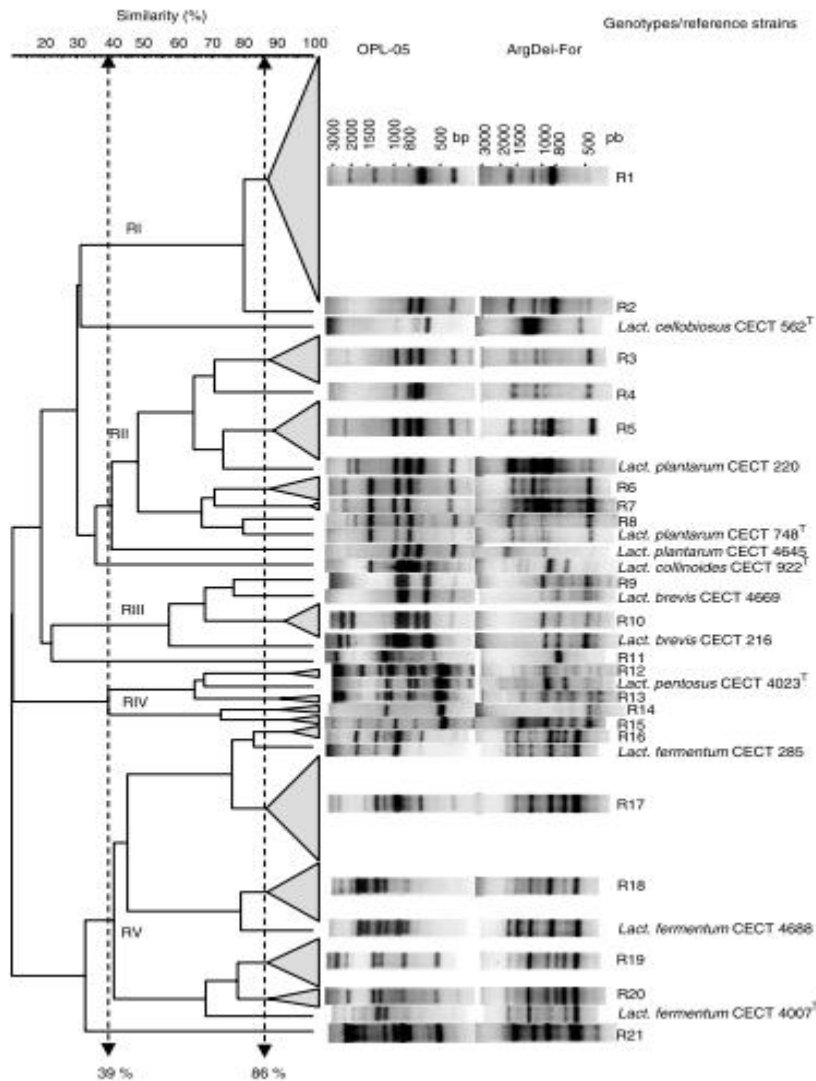 Similarity (%)
Genotypes/reference strains
20 30 40 50 60 70 80 90 100
OPL-05
ArgDei-For
3000 2000 1500 1000 800 500 bp
3000 2000 1500 1000 800 500 pb
R1
RI
R2
Lact. cellobiosus CECT 562T
R3
R4
RII
R5
Lact. plantarum CECT 220
R6
R7
R8
Lact. plantarum CECT 748T
Lact. plantarum CECT 4645
Lact. collinoides CECT 922T
R9
Lact. brevis CECT 4669
RIII
R10
Lact. brevis CECT 216
R11
R12
Lact. pentosus CECT 4023T
RIV
R13
R14
R15
R16
Lact. fermentum CECT 285
R17
R18
RV
Lact. fermentum CECT 4688
R19
R20
Lact. fermentum CECT 4007T
R21
39 %
86 %